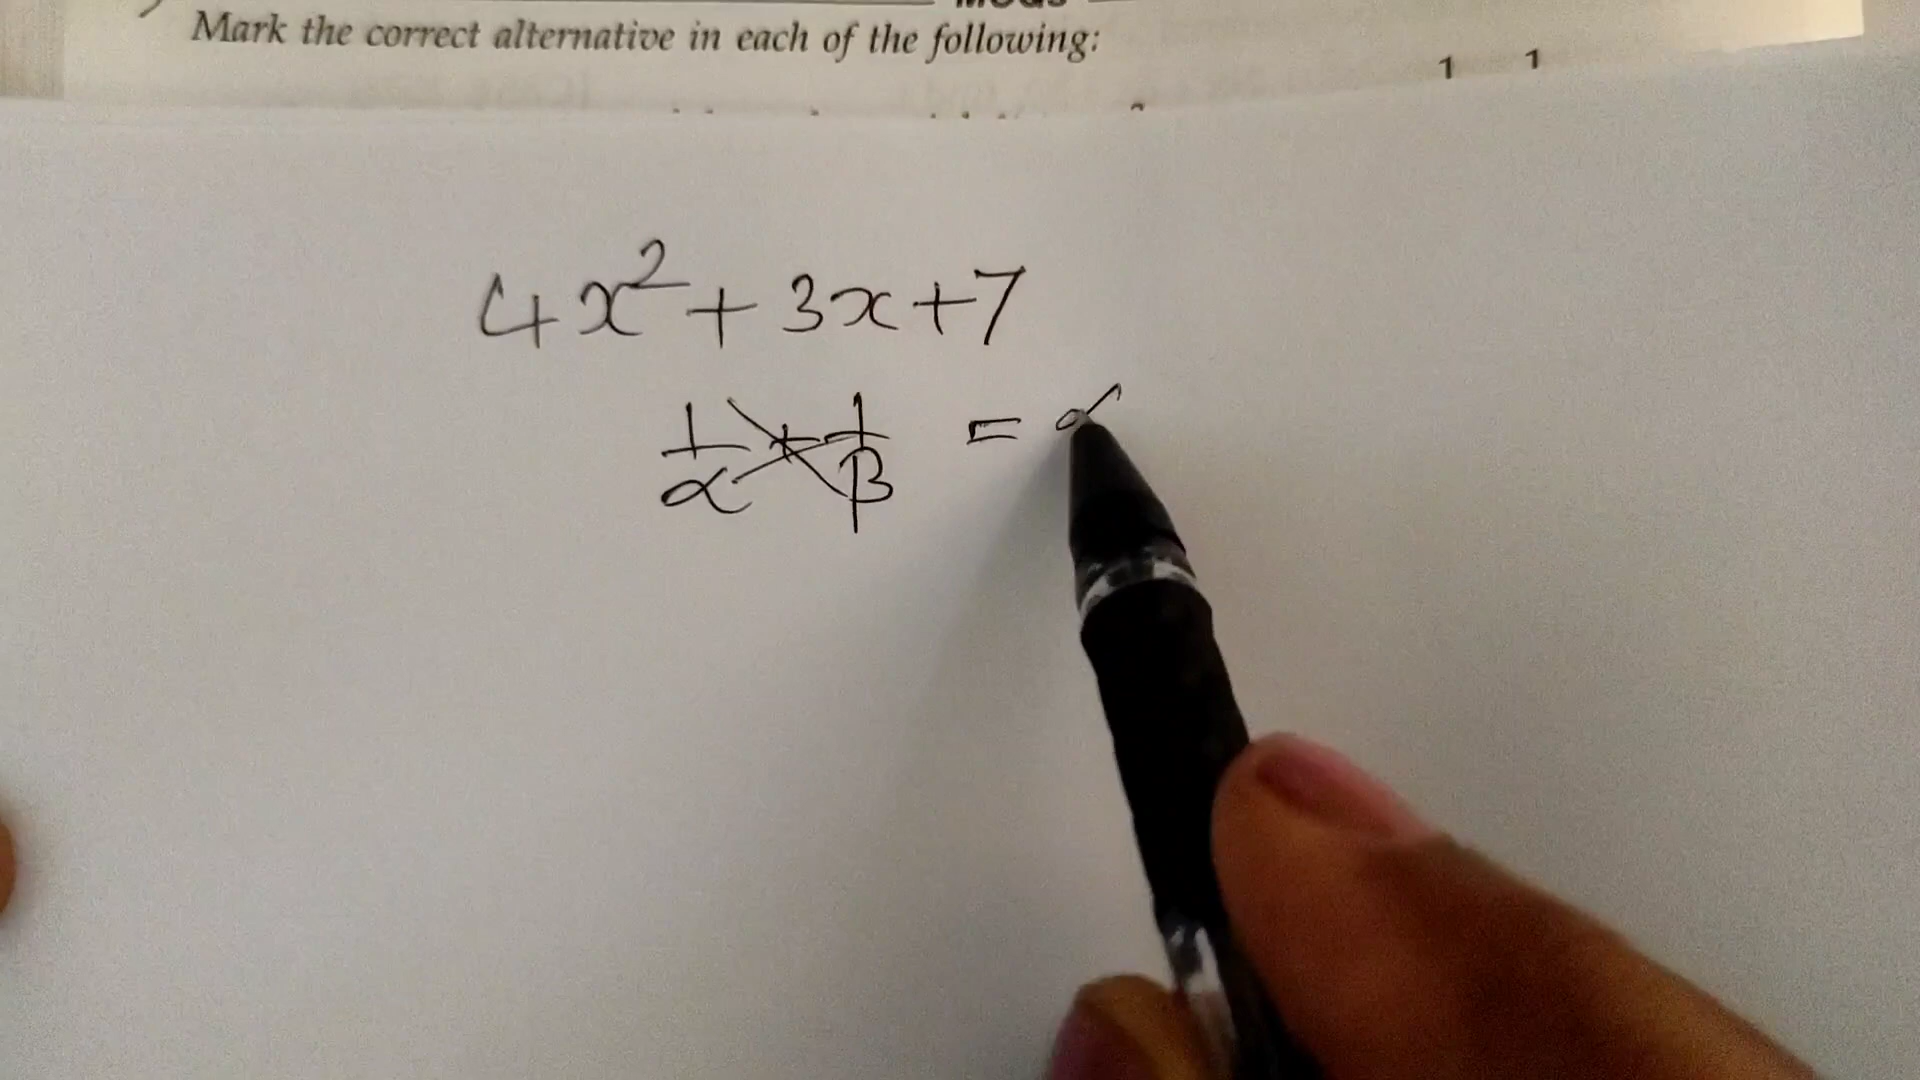 Mark the correct alternative in each of the following:
1 1
4x² + 3x + 7
1/α + 1/β = α